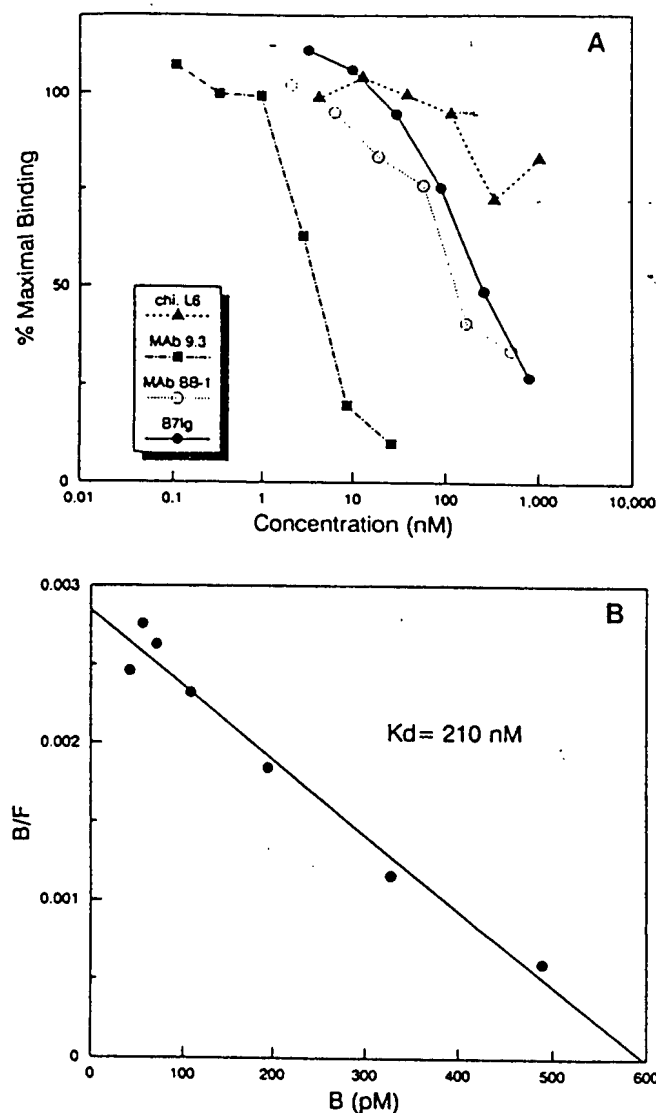 A
100
50
0
% Maximal Binding
chi. L6
MAb 9.3
MAb BB-1
B7Ig
0.01 0.1 1 10 100 1,000 10,000
Concentration (nM)
B
0.003
0.002
0.001
0
B/F
Kd= 210 nM
0 100 200 300 400 500 600
B (pM)